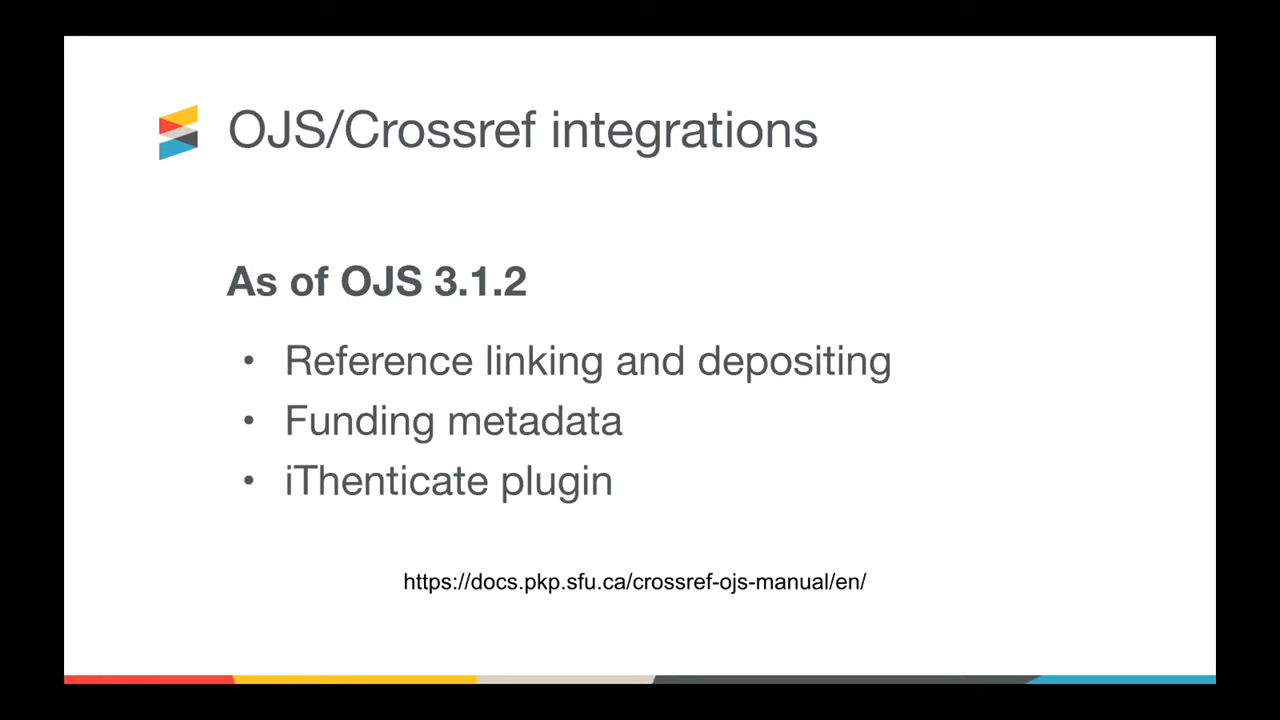 OJS/Crossref integrations
As of OJS 3.1.2
• Reference linking and depositing
• Funding metadata
• iThenticate plugin
https://docs.pkp.sfu.ca/crossref-ojs-manual/en/